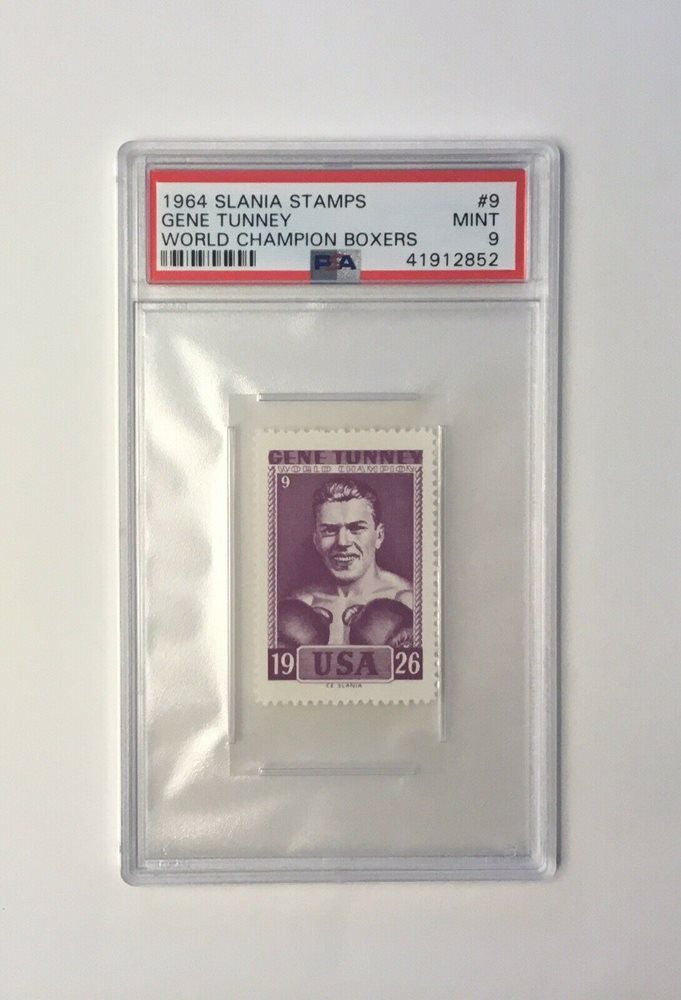 1964 SLANIA STAMPS #9
GENE TUNNEY MINT
WORLD CHAMPION BOXERS 9
PSA 41912852
GENE TUNNEY
WORLD CHAMPION
9
19 USA 26
CZ. SLANIA